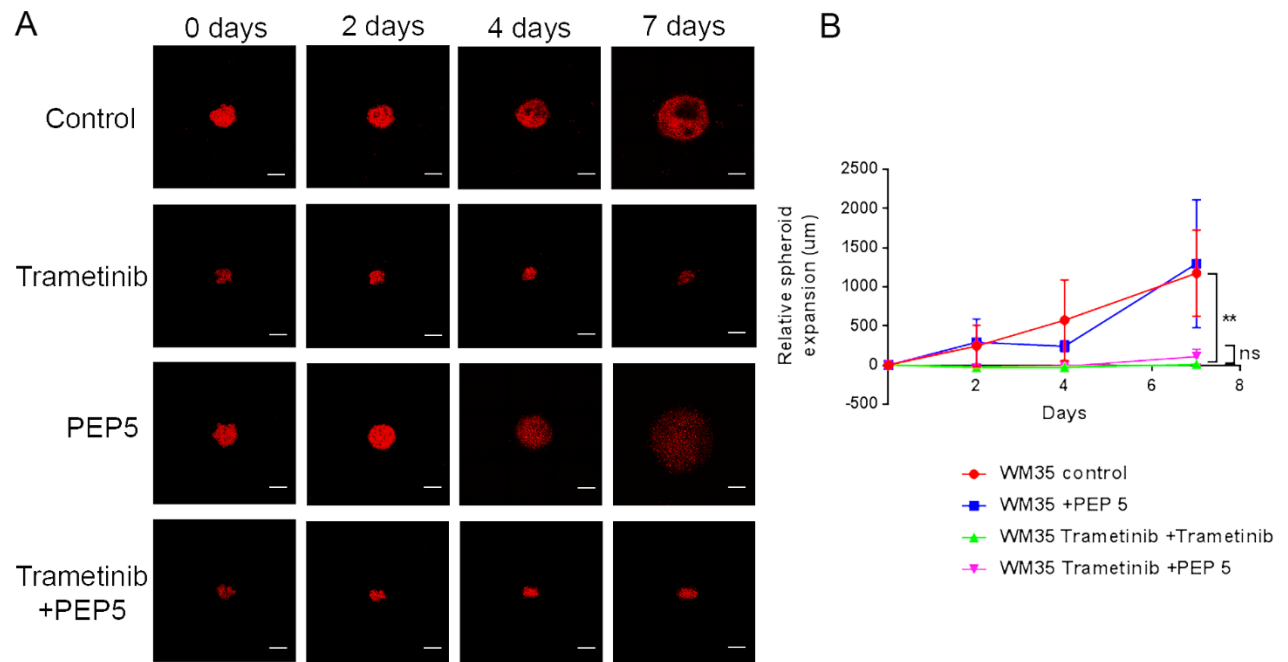 A
0 days
2 days
4 days
7 days
Control
Trametinib
PEP5
Trametinib
+PEP5
B
Relative spheroid
expansion (um)
2500
2000
1500
1000
500
0
-500
2
4
6
8
Days
**
ns
WM35 control
WM35 +PEP 5
WM35 Trametinib +Trametinib
WM35 Trametinib +PEP 5